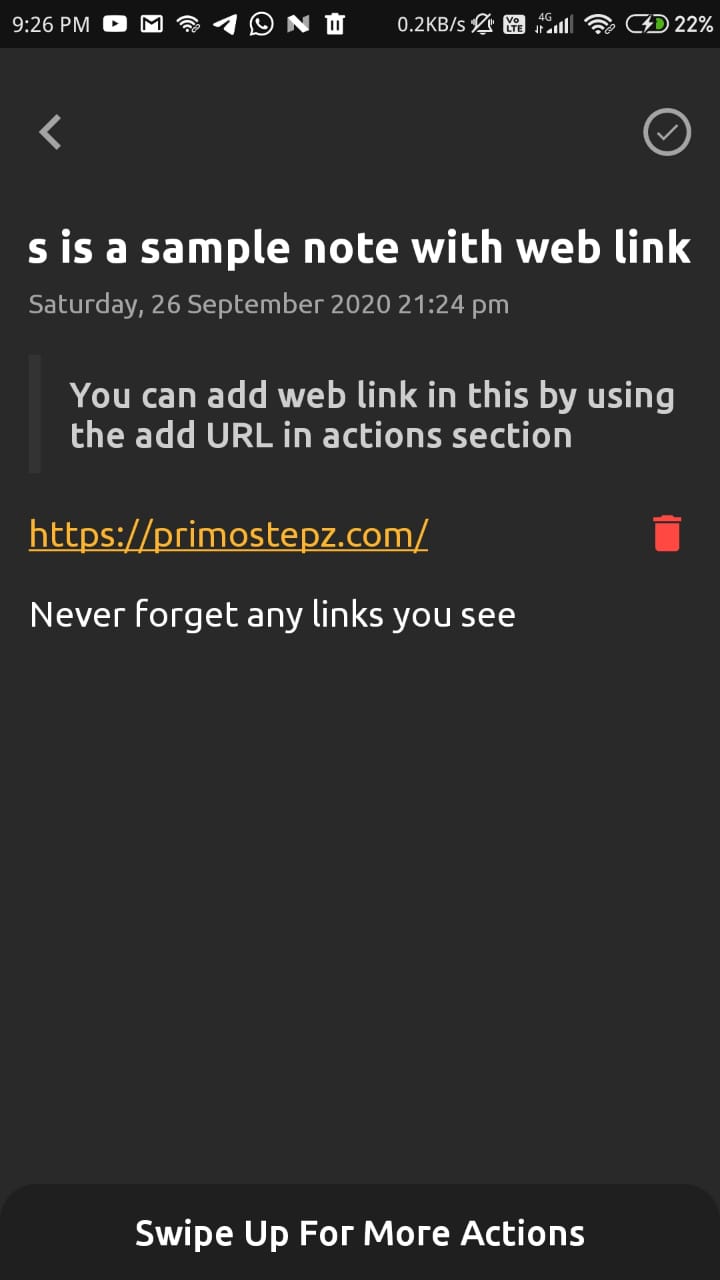 9:26 PM 0.2KB/s Vo LTE 4G 22%
s is a sample note with web link
Saturday, 26 September 2020 21:24 pm
You can add web link in this by using
the add URL in actions section
https://primostepz.com/
Never forget any links you see
Swipe Up For More Actions